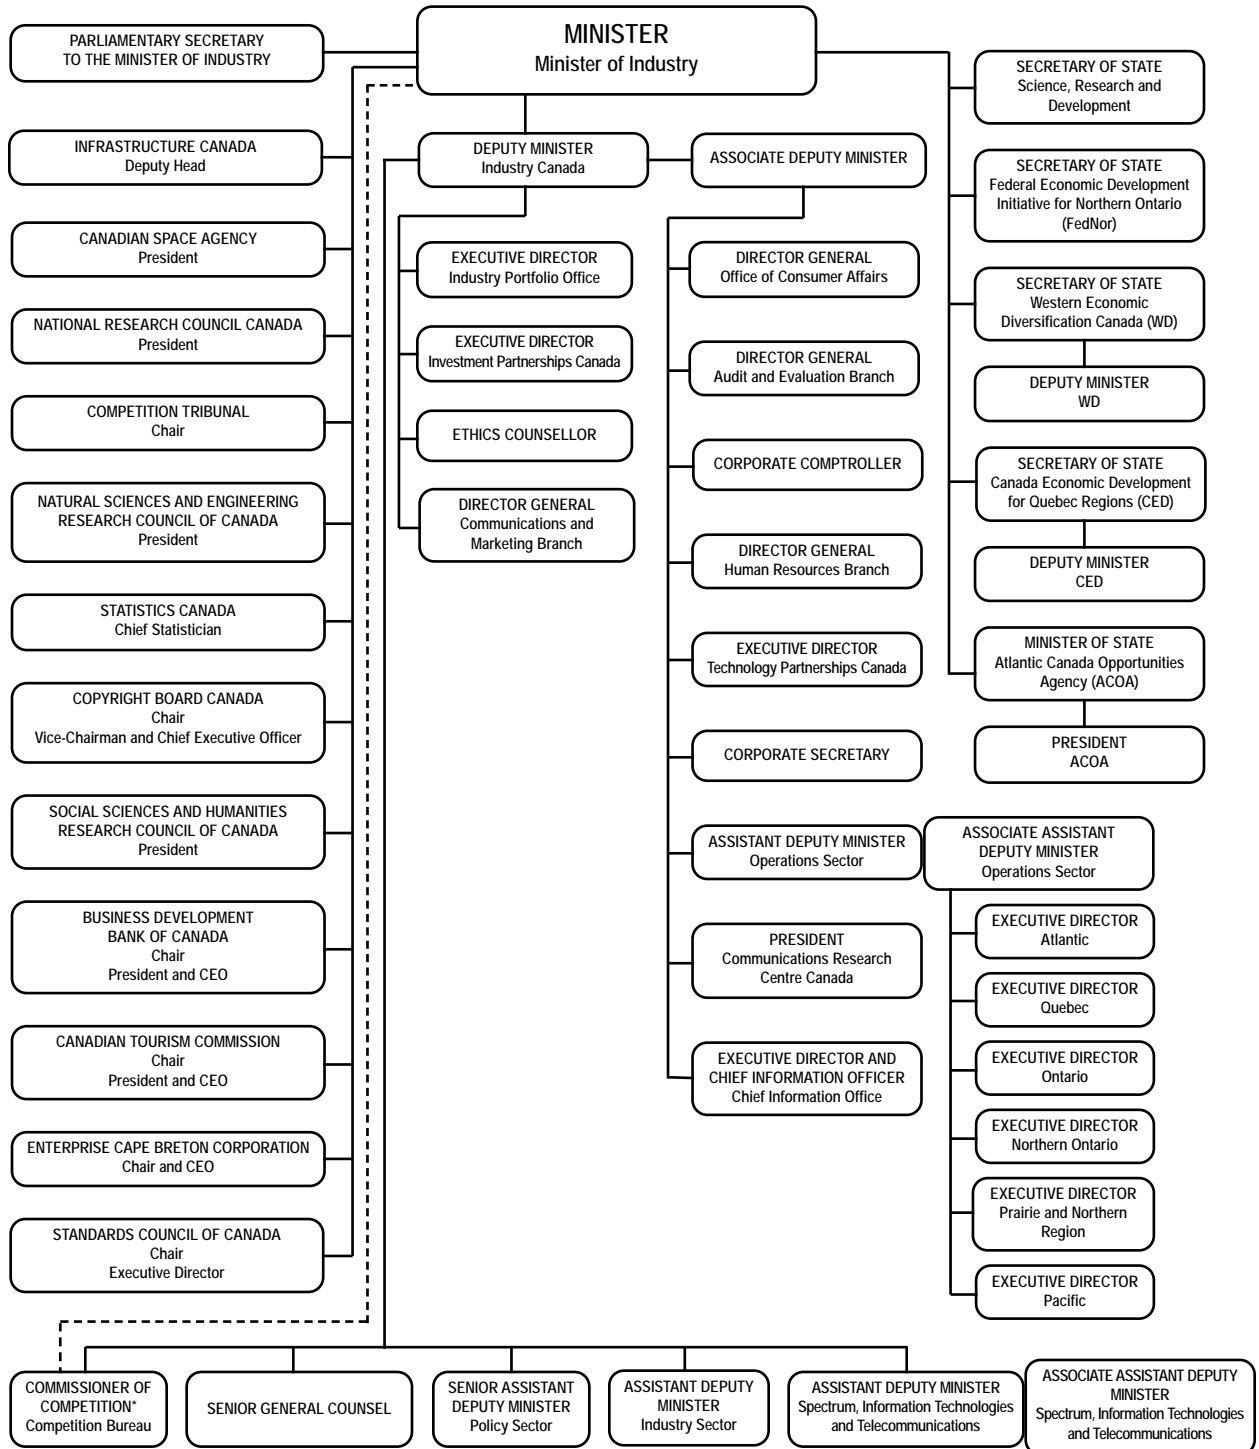 MINISTER
Minister of Industry
PARLIAMENTARY SECRETARY
TO THE MINISTER OF INDUSTRY
INFRASTRUCTURE CANADA
Deputy Head
CANADIAN SPACE AGENCY
President
NATIONAL RESEARCH COUNCIL CANADA
President
COMPETITION TRIBUNAL
Chair
NATURAL SCIENCES AND ENGINEERING
RESEARCH COUNCIL OF CANADA
President
STATISTICS CANADA
Chief Statistician
COPYRIGHT BOARD CANADA
Chair
Vice-Chairman and Chief Executive Officer
SOCIAL SCIENCES AND HUMANITIES
RESEARCH COUNCIL OF CANADA
President
BUSINESS DEVELOPMENT
BANK OF CANADA
Chair
President and CEO
CANADIAN TOURISM COMMISSION
Chair
President and CEO
ENTERPRISE CAPE BRETON CORPORATION
Chair and CEO
STANDARDS COUNCIL OF CANADA
Chair
Executive Director
DEPUTY MINISTER
Industry Canada
EXECUTIVE DIRECTOR
Industry Portfolio Office
EXECUTIVE DIRECTOR
Investment Partnerships Canada
ETHICS COUNSELLOR
DIRECTOR GENERAL
Communications and
Marketing Branch
ASSOCIATE DEPUTY MINISTER
DIRECTOR GENERAL
Office of Consumer Affairs
DIRECTOR GENERAL
Audit and Evaluation Branch
CORPORATE COMPTROLLER
DIRECTOR GENERAL
Human Resources Branch
EXECUTIVE DIRECTOR
Technology Partnerships Canada
CORPORATE SECRETARY
ASSISTANT DEPUTY MINISTER
Operations Sector
PRESIDENT
Communications Research
Centre Canada
EXECUTIVE DIRECTOR AND
CHIEF INFORMATION OFFICER
Chief Information Office
SECRETARY OF STATE
Science, Research and
Development
SECRETARY OF STATE
Federal Economic Development
Initiative for Northern Ontario
(FedNor)
SECRETARY OF STATE
Western Economic
Diversification Canada (WD)
DEPUTY MINISTER
WD
SECRETARY OF STATE
Canada Economic Development
for Quebec Regions (CED)
DEPUTY MINISTER
CED
MINISTER OF STATE
Atlantic Canada Opportunities
Agency (ACOA)
PRESIDENT
ACOA
ASSOCIATE ASSISTANT
DEPUTY MINISTER
Operations Sector
EXECUTIVE DIRECTOR
Atlantic
EXECUTIVE DIRECTOR
Quebec
EXECUTIVE DIRECTOR
Ontario
EXECUTIVE DIRECTOR
Northern Ontario
EXECUTIVE DIRECTOR
Prairie and Northern
Region
EXECUTIVE DIRECTOR
Pacific
COMMISSIONER OF
COMPETITION*
Competition Bureau
SENIOR GENERAL COUNSEL
SENIOR ASSISTANT
DEPUTY MINISTER
Policy Sector
ASSISTANT DEPUTY
MINISTER
Industry Sector
ASSISTANT DEPUTY MINISTER
Spectrum, Information Technologies
and Telecommunications
ASSOCIATE ASSISTANT DEPUTY
MINISTER
Spectrum, Information Technologies
and Telecommunications